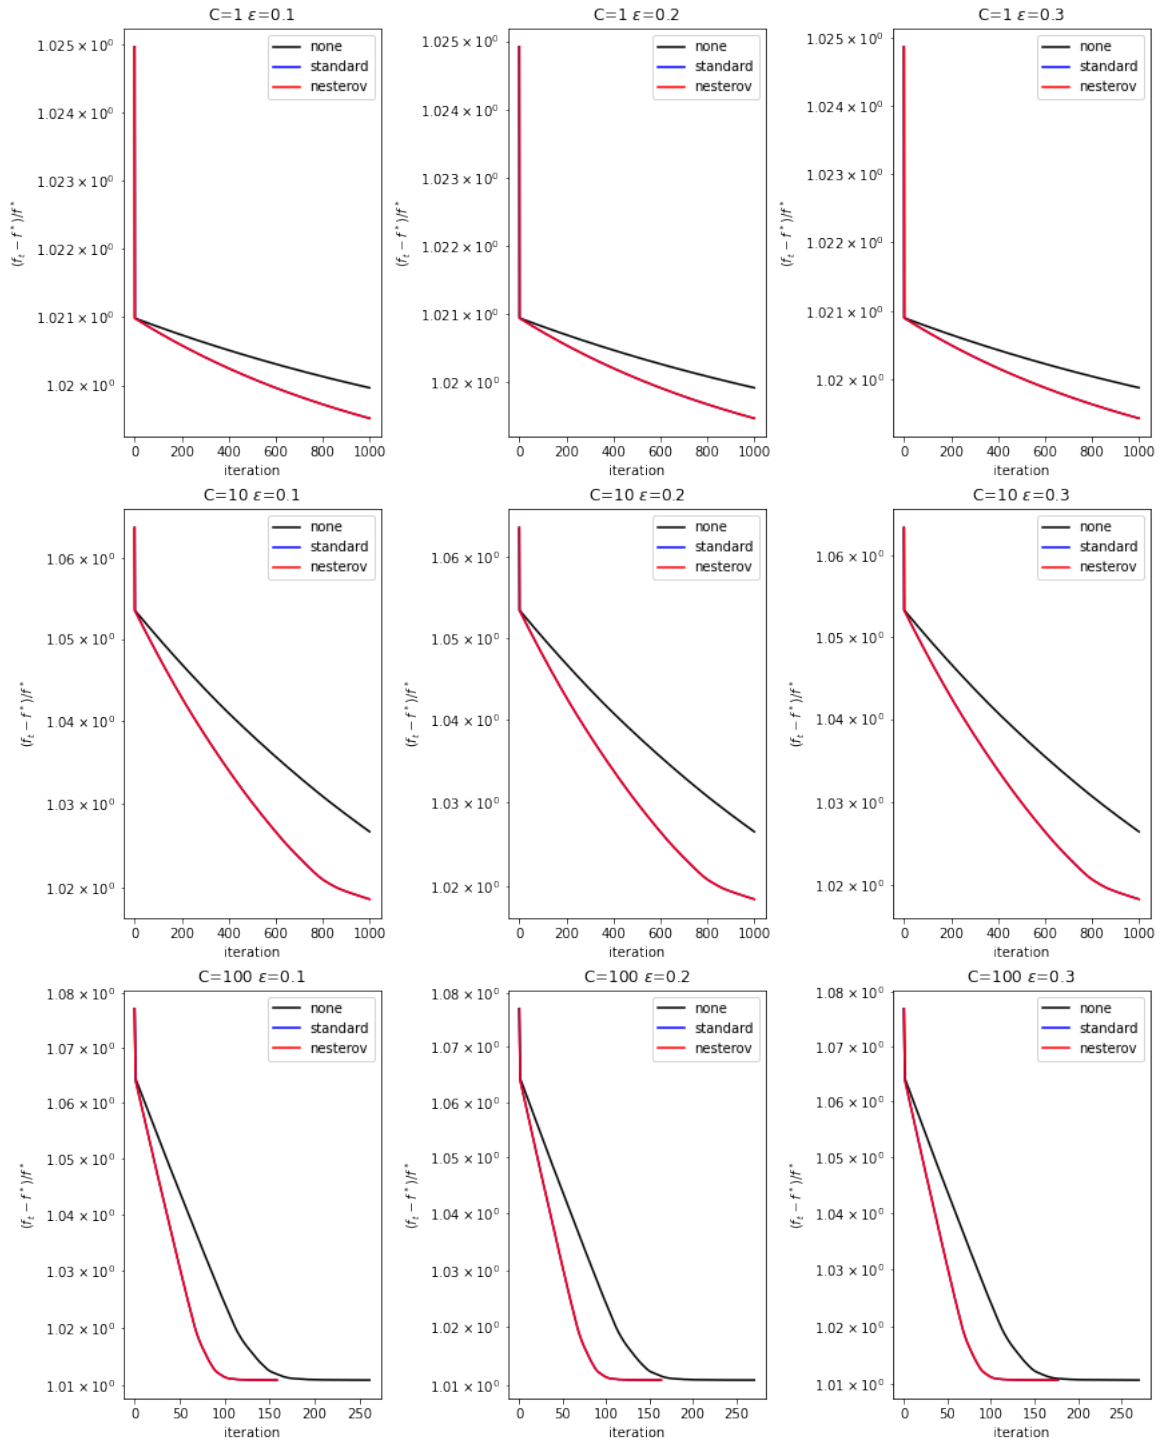 C=1 ε=0.1
1.025 × 10⁰
1.024 × 10⁰
1.023 × 10⁰
1.022 × 10⁰
1.021 × 10⁰
1.02 × 10⁰
(fₜ − f*)/f*
none
standard
nesterov
0 200 400 600 800 1000
iteration
C=1 ε=0.2
1.025 × 10⁰
1.024 × 10⁰
1.023 × 10⁰
1.022 × 10⁰
1.021 × 10⁰
1.02 × 10⁰
(fₜ − f*)/f*
none
standard
nesterov
0 200 400 600 800 1000
iteration
C=1 ε=0.3
1.025 × 10⁰
1.024 × 10⁰
1.023 × 10⁰
1.022 × 10⁰
1.021 × 10⁰
1.02 × 10⁰
(fₜ − f*)/f*
none
standard
nesterov
0 200 400 600 800 1000
iteration
C=10 ε=0.1
1.06 × 10⁰
1.05 × 10⁰
1.04 × 10⁰
1.03 × 10⁰
1.02 × 10⁰
(fₜ − f*)/f*
none
standard
nesterov
0 200 400 600 800 1000
iteration
C=10 ε=0.2
1.06 × 10⁰
1.05 × 10⁰
1.04 × 10⁰
1.03 × 10⁰
1.02 × 10⁰
(fₜ − f*)/f*
none
standard
nesterov
0 200 400 600 800 1000
iteration
C=10 ε=0.3
1.06 × 10⁰
1.05 × 10⁰
1.04 × 10⁰
1.03 × 10⁰
1.02 × 10⁰
(fₜ − f*)/f*
none
standard
nesterov
0 200 400 600 800 1000
iteration
C=100 ε=0.1
1.08 × 10⁰
1.07 × 10⁰
1.06 × 10⁰
1.05 × 10⁰
1.04 × 10⁰
1.03 × 10⁰
1.02 × 10⁰
1.01 × 10⁰
(fₜ − f*)/f*
none
standard
nesterov
0 50 100 150 200 250
iteration
C=100 ε=0.2
1.08 × 10⁰
1.07 × 10⁰
1.06 × 10⁰
1.05 × 10⁰
1.04 × 10⁰
1.03 × 10⁰
1.02 × 10⁰
1.01 × 10⁰
(fₜ − f*)/f*
none
standard
nesterov
0 50 100 150 200 250
iteration
C=100 ε=0.3
1.08 × 10⁰
1.07 × 10⁰
1.06 × 10⁰
1.05 × 10⁰
1.04 × 10⁰
1.03 × 10⁰
1.02 × 10⁰
1.01 × 10⁰
(fₜ − f*)/f*
none
standard
nesterov
0 50 100 150 200 250
iteration